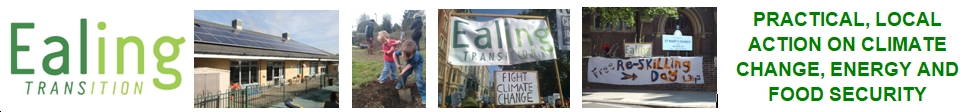 Ealing
TRANSITION
Ealing
TRANSITION
FIGHT
CLIMATE
CHANGE
Ealing
Free Re-SKilliNG
Day
PRACTICAL, LOCAL
ACTION ON CLIMATE
CHANGE, ENERGY AND
FOOD SECURITY